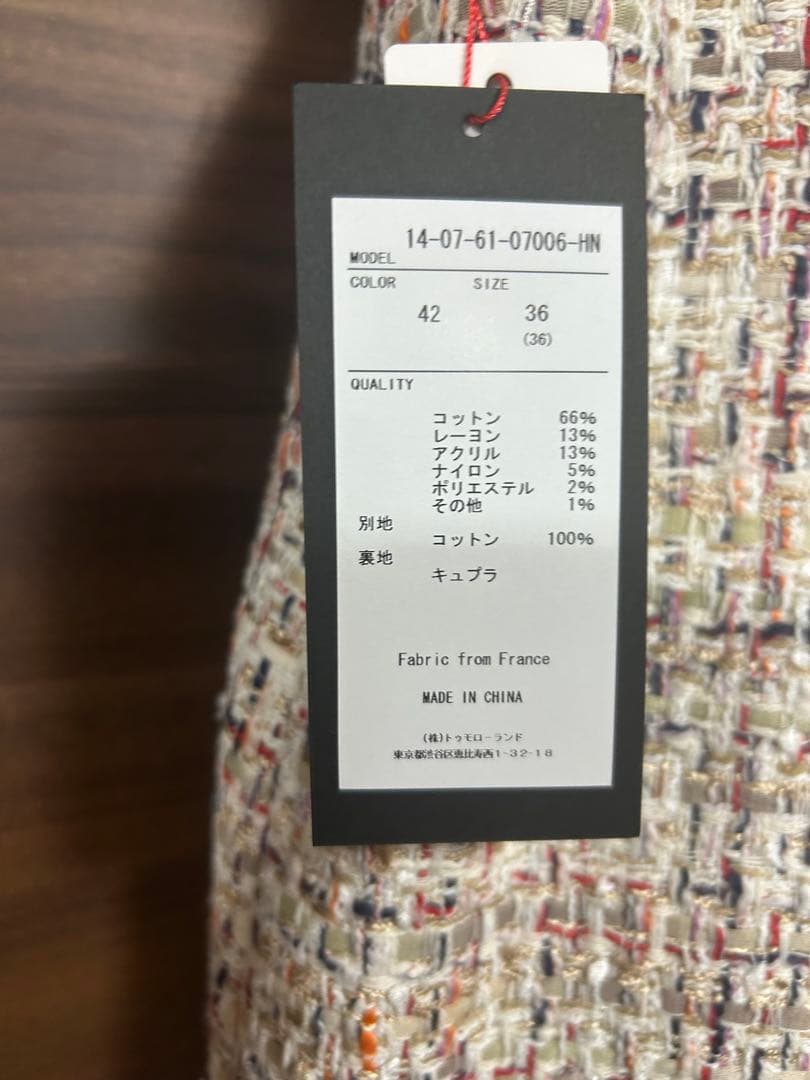 14-07-61-07006-HN
MODEL
COLOR SIZE
42 36
(36)
QUALITY
コットン 66%
レーヨン 13%
アクリル 13%
ナイロン 5%
ポリエステル 2%
その他 1%
別地
コットン 100%
裏地
キュプラ
Fabric from France
MADE IN CHINA
(株)トゥモローランド
東京都渋谷区恵比寿西1-32-18